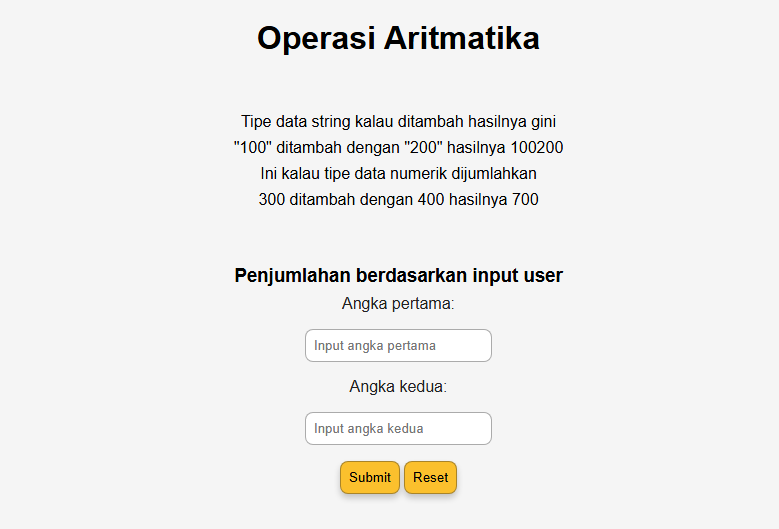 Operasi Aritmatika
Tipe data string kalau ditambah hasilnya gini
"100" ditambah dengan "200" hasilnya 100200
Ini kalau tipe data numerik dijumlahkan
300 ditambah dengan 400 hasilnya 700
Penjumlahan berdasarkan input user
Angka pertama:
Input angka pertama
Angka kedua:
Input angka kedua
Submit Reset